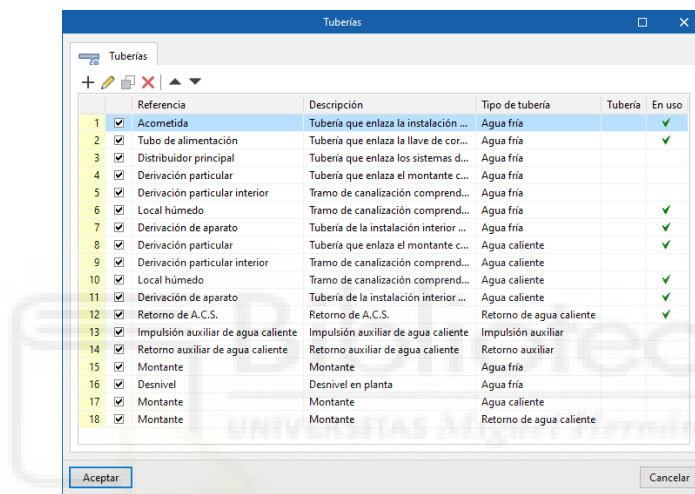 Tuberías
Tuberías
Referencia Descripción Tipo de tubería Tubería En uso
1 Acometida Tubería que enlaza la instalación ... Agua fría
2 Tubo de alimentación Tubería que enlaza la llave de cor... Agua fría
3 Distribuidor principal Tubería que enlaza los sistemas d... Agua fría
4 Derivación particular Tubería que enlaza el montante c... Agua fría
5 Derivación particular interior Tramo de canalización comprend... Agua fría
6 Local húmedo Tramo de canalización comprend... Agua fría
7 Derivación de aparato Tubería de la instalación interior ... Agua fría
8 Derivación particular Tubería que enlaza el montante c... Agua caliente
9 Derivación particular interior Tramo de canalización comprend... Agua caliente
10 Local húmedo Tramo de canalización comprend... Agua caliente
11 Derivación de aparato Tubería de la instalación interior ... Agua caliente
12 Retorno de A.C.S. Retorno de A.C.S. Retorno de agua caliente
13 Impulsión auxiliar de agua caliente Impulsión auxiliar de agua caliente Impulsión auxiliar
14 Retorno auxiliar de agua caliente Retorno auxiliar de agua caliente Retorno auxiliar
15 Montante Montante Agua fría
16 Desnivel Desnivel en planta Agua fría
17 Montante Montante Agua caliente
18 Montante Montante Retorno de agua caliente
Bibliotec
UNIVERSITAS Miguel Hernán
Aceptar Cancelar